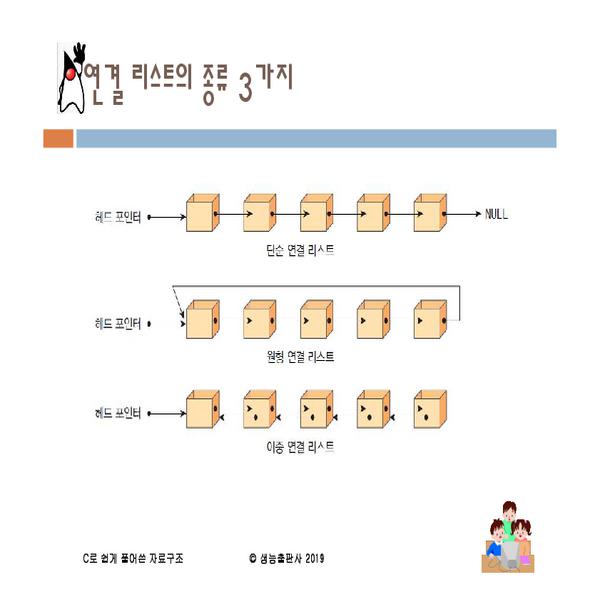 연결 리스트의 종류 3가지
헤드 포인터
NULL
단순 연결 리스트
헤드 포인터
원형 연결 리스트
헤드 포인터
이중 연결 리스트
C로 쉽게 풀어쓴 자료구조
© 생능출판사 2019